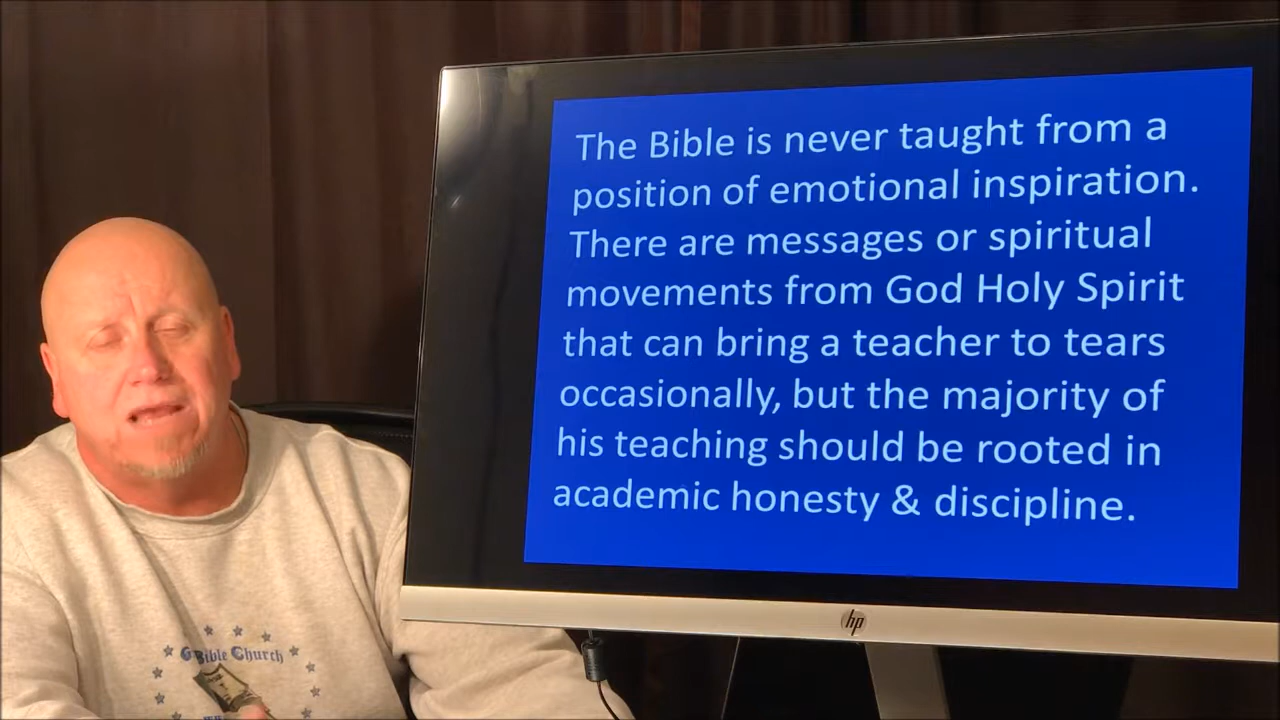 The Bible is never taught from a
position of emotional inspiration.
There are messages or spiritual
movements from God Holy Spirit
that can bring a teacher to tears
occasionally, but the majority of
his teaching should be rooted in
academic honesty & discipline.
hp
Bible Church